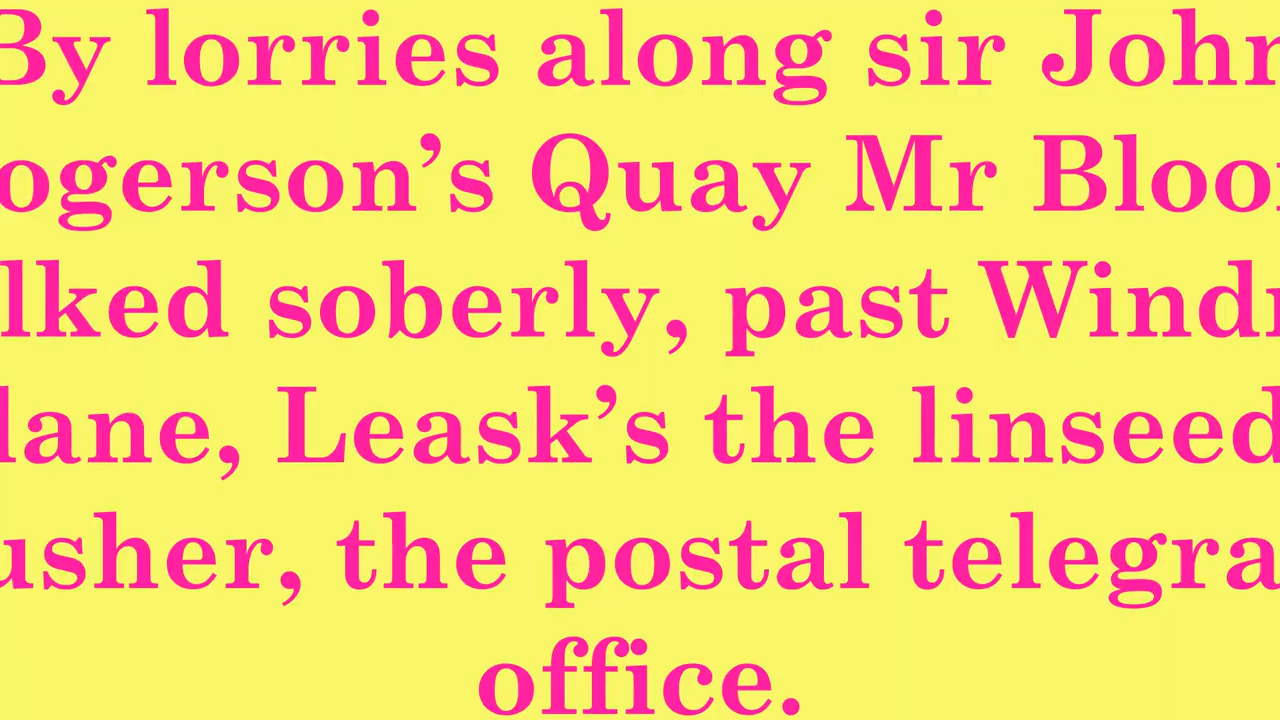 By lorries along sir John
ogerson’s Quay Mr Bloo
lked soberly, past Wind
lane, Leask’s the linseed
usher, the postal telegra
office.